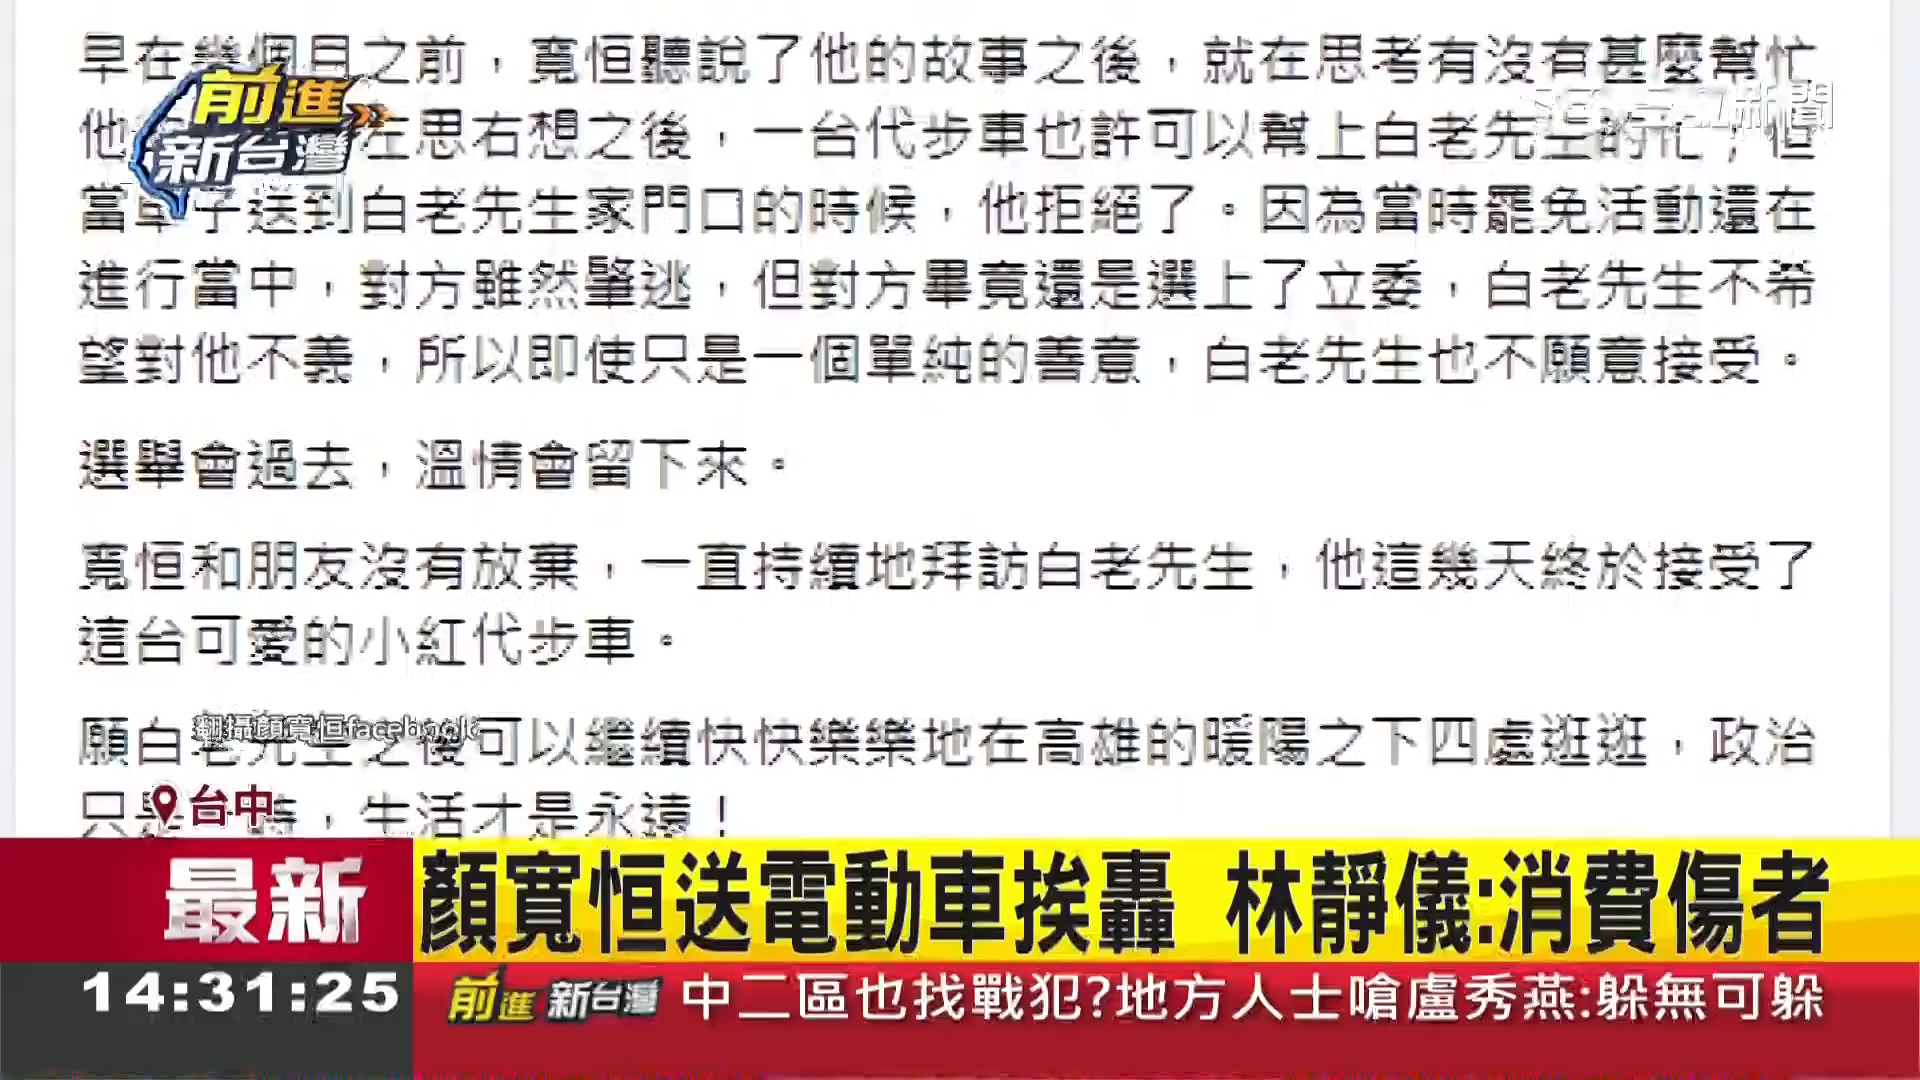 早在幾個月之前，寬恒聽說了他的故事之後，就在思考有沒有甚麼幫忙
他 左思右想之後，一台代步車也許可以幫上白老先生的忙，但
當車子送到白老先生家門口的時候，他拒絕了。因為當時罷免活動還在
進行當中，對方雖然肇逃，但對方畢竟還是選上了立委，白老先生不希
望對他不義，所以即使只是一個單純的善意，白老先生也不願意接受。
選舉會過去，溫情會留下來。
寬恒和朋友沒有放棄，一直持續地拜訪白老先生，他這幾天終於接受了
這台可愛的小紅代步車。
願白老先生之後可以繼續快快樂樂地在高雄的暖陽之下四處逛逛，政治
只是 時，生活才是永遠！
前進新台灣
三立新聞
翻攝顏寬恒facebook
台中
最新
顏寬恒送電動車挨轟 林靜儀:消費傷者
14:31:25
前進新台灣 中二區也找戰犯?地方人士嗆盧秀燕:躲無可躲